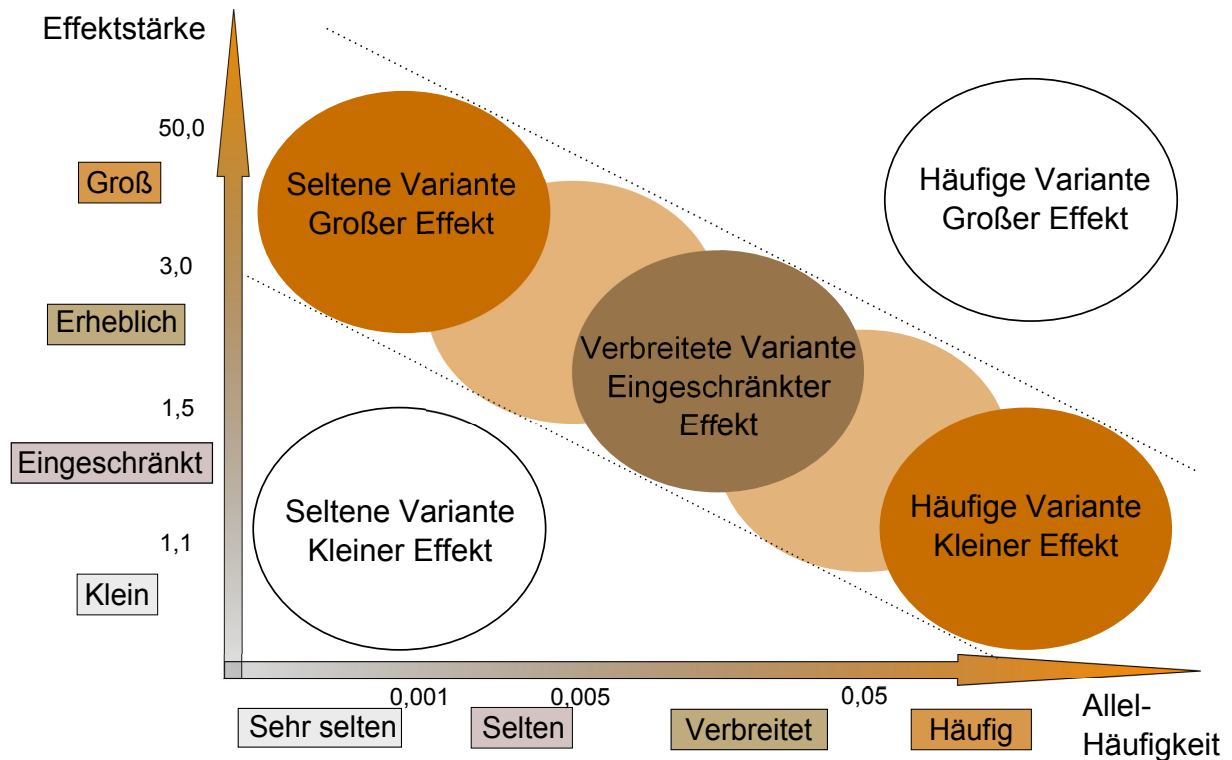 Effektstärke
50,0
Groß
3,0
Erheblich
1,5
Eingeschränkt
1,1
Klein
Seltene Variante
Großer Effekt
Häufige Variante
Großer Effekt
Verbreitete Variante
Eingeschränkter
Effekt
Seltene Variante
Kleiner Effekt
Häufige Variante
Kleiner Effekt
0,001
0,005
0,05
Sehr selten
Selten
Verbreitet
Häufig
Allel-
Häufigkeit